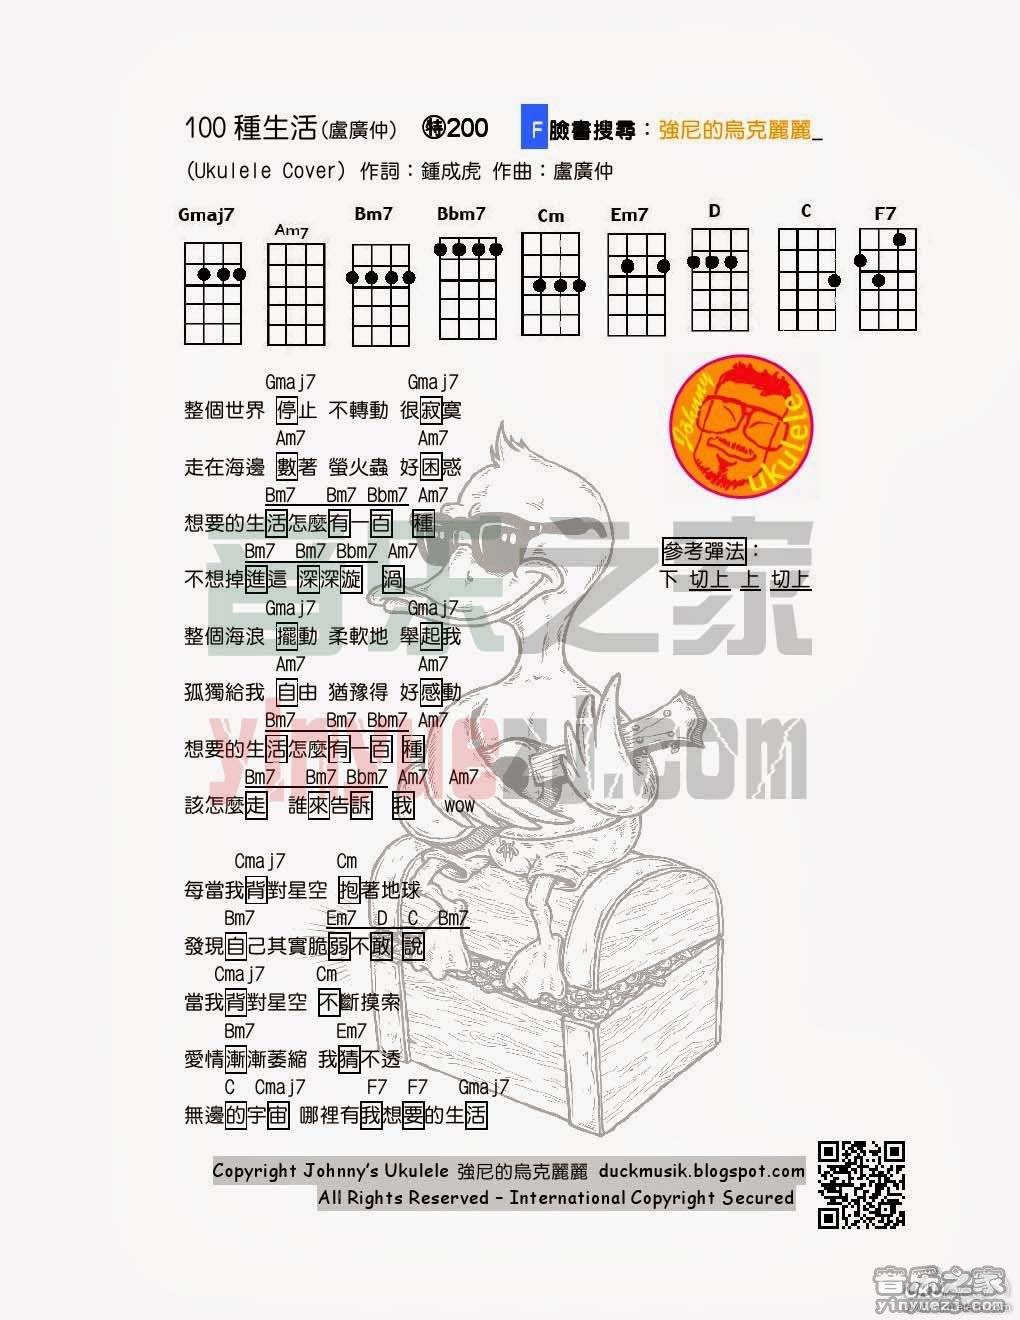 100 種生活(盧廣仲) ㊕200 F 臉書搜尋：強尼的烏克麗麗_
(Ukulele Cover) 作詞：鍾成虎 作曲：盧廣仲
Gmaj7 Am7 Bm7 Bbm7 Cm Em7 D C F7
Johnny ukulele
Gmaj7 Gmaj7
整個世界 停止 不轉動 很寂寞
Am7 Am7
走在海邊 數著 螢火蟲 好困惑
Bm7 Bm7 Bbm7 Am7
想要的生活怎麼有一百 種
Bm7 Bm7 Bbm7 Am7
不想掉進這 深深漩 渦
Gmaj7 Gmaj7
整個海浪 擺動 柔軟地 舉起我
Am7 Am7
孤獨給我 自由 猶豫得 好感動
Bm7 Bm7 Bbm7 Am7
想要的生活怎麼有一百 種
Bm7 Bm7 Bbm7 Am7 Am7
該怎麼走 誰來告訴 我 wow
參考彈法：
下 切上 上 切上
音乐之家
yinyuezj.com
Cmaj7 Cm
每當我背對星空 抱著地球
Bm7 Em7 D C Bm7
發現自己其實脆弱不敢 說
Cmaj7 Cm
當我背對星空 不斷摸索
Bm7 Em7
愛情漸漸萎縮 我猜不透
C Cmaj7 F7 F7 Gmaj7
無邊的宇宙 哪裡有我想要的生活
Copyright Johnny's Ukulele 強尼的烏克麗麗 duckmusik.blogspot.com
All Rights Reserved – International Copyright Secured
音乐之家
yinyuezj.com